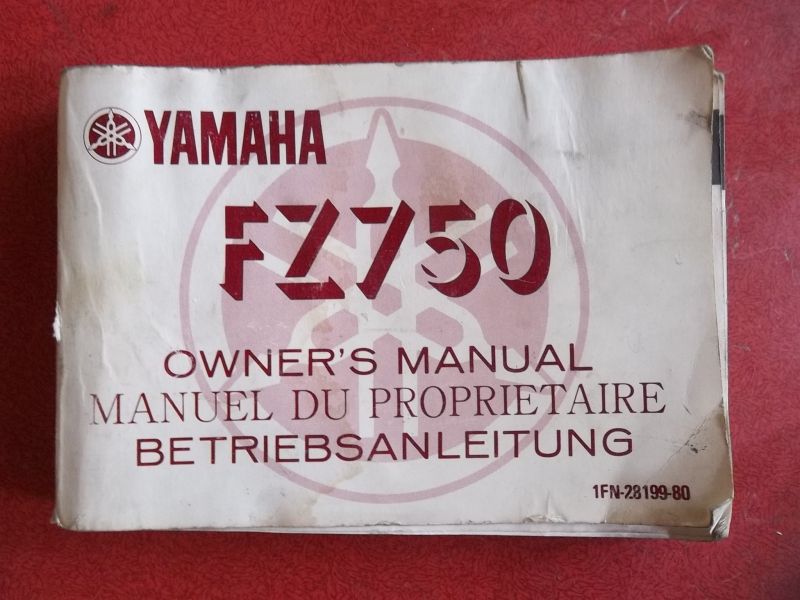 YAMAHA
FZ750
OWNER'S MANUAL
MANUEL DU PROPRIETAIRE
BETRIEBSANLEITUNG
1FN-28199-80